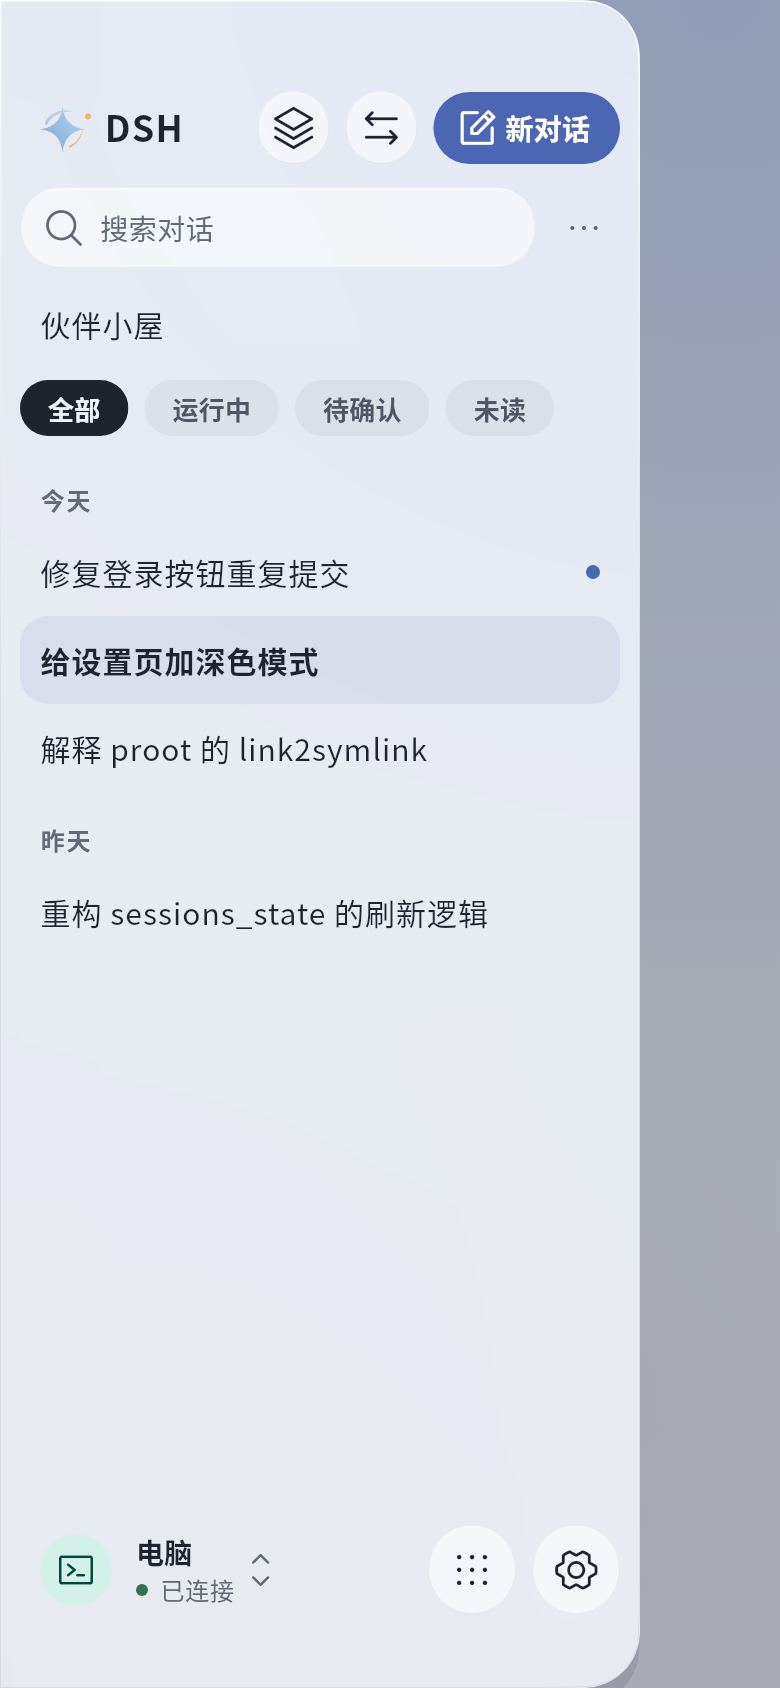 DSH
新对话
搜索对话
伙伴小屋
全部 运行中 待确认 未读
今天
修复登录按钮重复提交
给设置页加深色模式
解释 proot 的 link2symlink
昨天
重构 sessions_state 的刷新逻辑
电脑
已连接